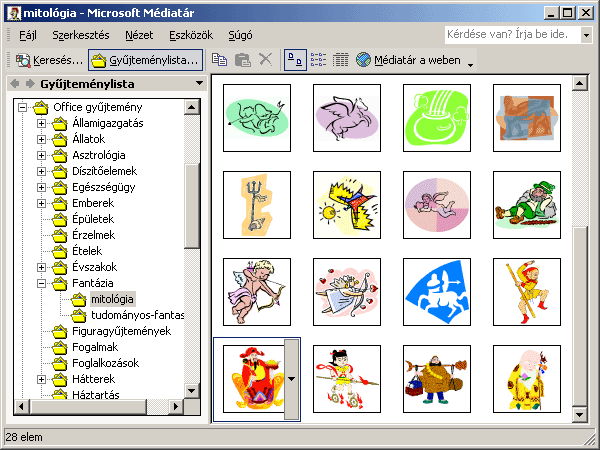 mitológia - Microsoft Médiatár
Fájl Szerkesztés Nézet Eszközök Súgó Kérdése van? Írja be ide.
Keresés... Gyűjteménylista... Médiatár a weben
Gyűjteménylista
Office gyűjtemény
Államigazgatás
Állatok
Asztrológia
Díszítőelemek
Egészségügy
Emberek
Épületek
Érzelmek
Ételek
Évszakok
Fantázia
mitológia
tudományos-fantas
Figuragyűjtemények
Fogalmak
Foglalkozások
Hátterek
Háztartás
28 elem